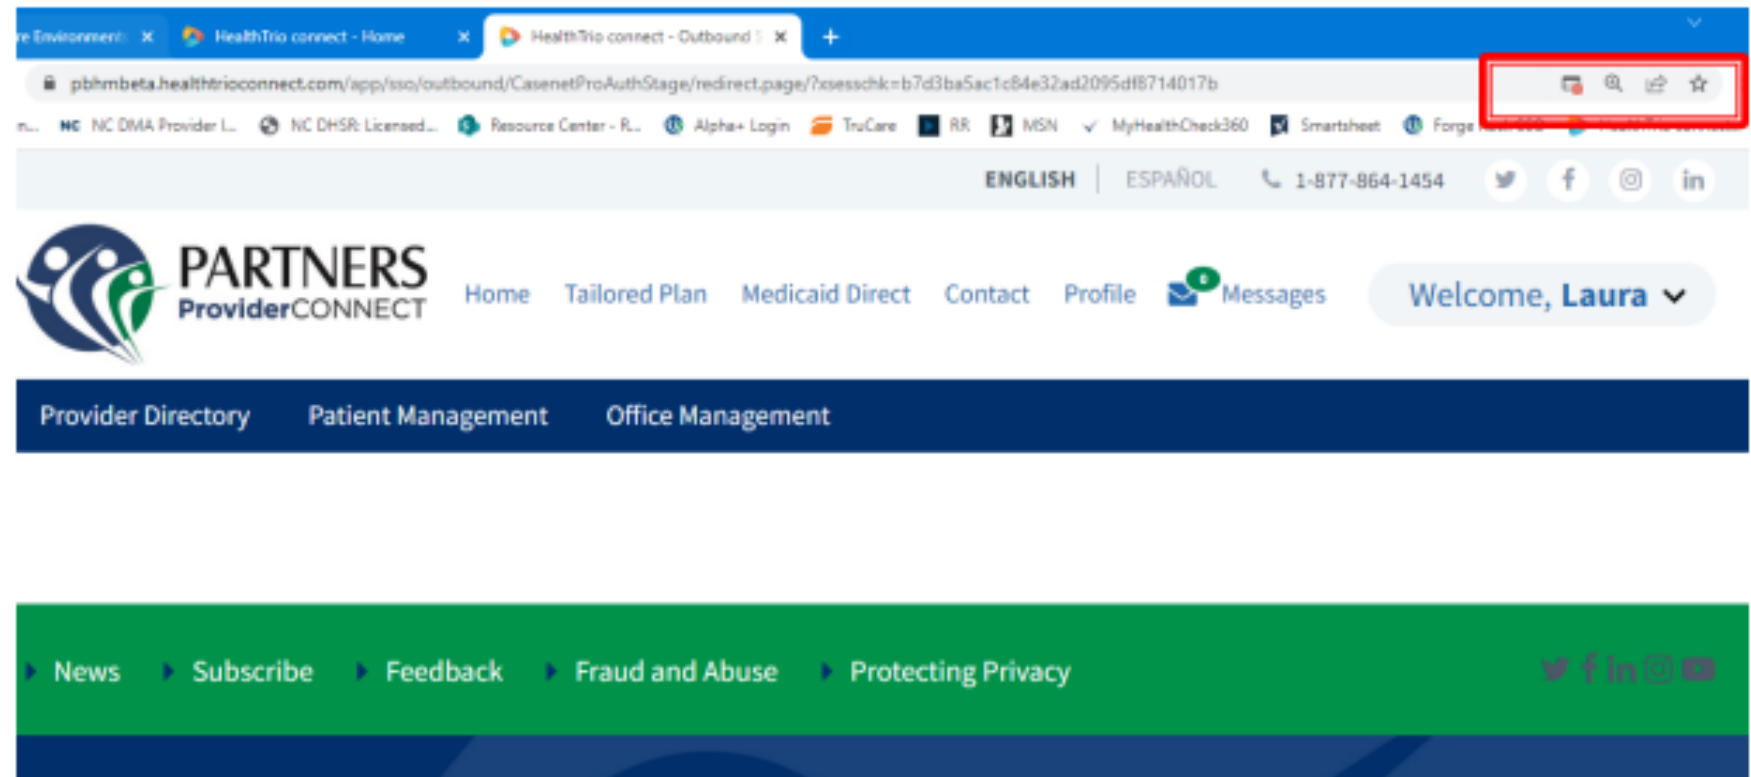 re Environments HealthTrio connect - Home HealthTrio connect - Outbound S
pbhmbeta.healthtrioconnect.com/app/sso/outbound/CasenetProAuthStage/redirect.page/?xsesschk=b7d3ba5ac1c84e32ad2095df8714017b
n... NC NC DMA Provider I... NC DHSR: Licensed... Resource Center - R... Alpha+ Login TruCare RR MSN MyHealthCheck360 Smartsheet Forge
ENGLISH | ESPAÑOL 1-877-864-1454
PARTNERS
ProviderCONNECT
Home Tailored Plan Medicaid Direct Contact Profile Messages Welcome, Laura
Provider Directory Patient Management Office Management
News Subscribe Feedback Fraud and Abuse Protecting Privacy